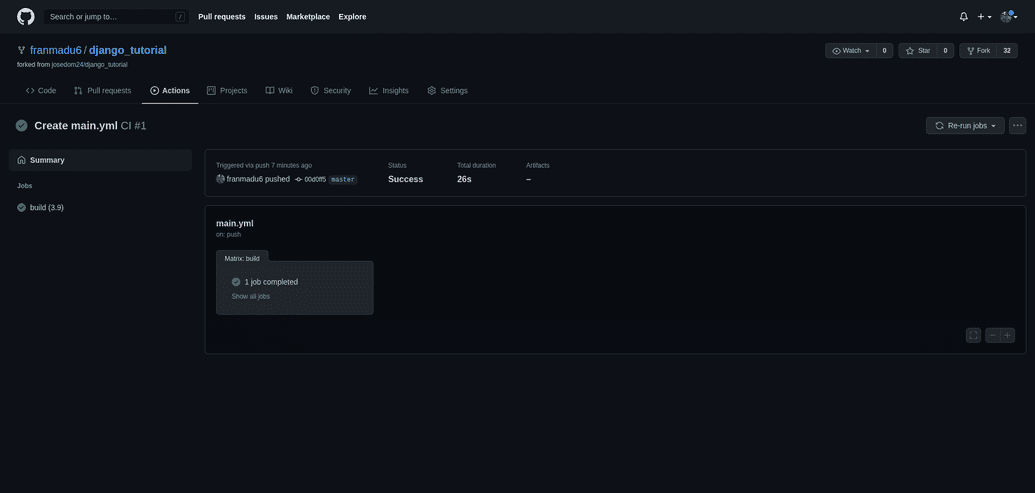 Search or jump to… / Pull requests Issues Marketplace Explore
franmadu6 / django_tutorial Watch 0 Star 0 Fork 32
forked from josedom24/django_tutorial
Code Pull requests Actions Projects Wiki Security Insights Settings
Create main.yml CI #1 Re-run jobs
Summary
Jobs
build (3.9)
Triggered via push 7 minutes ago Status Total duration Artifacts
franmadu6 pushed 00d0ff5 master Success 26s –
main.yml
on: push
Matrix: build
1 job completed
Show all jobs